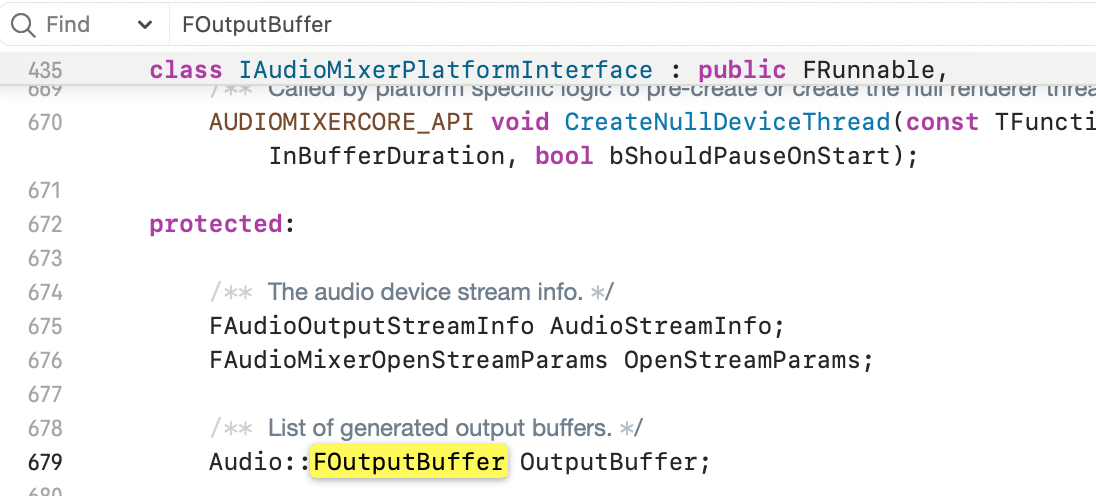 Find FOutputBuffer
435 class IAudioMixerPlatformInterface : public FRunnable,
669 /** Called by platform specific logic to pre-create or create the null renderer
670 AUDIOMIXERCORE_API void CreateNullDeviceThread(const
InBufferDuration, bool bShouldPauseOnStart);
671
672 protected:
673
674 /** The audio device stream info. */
675 FAudioOutputStreamInfo AudioStreamInfo;
676 FAudioMixerOpenStreamParams OpenStreamParams;
677
678 /** List of generated output buffers. */
679 Audio::FOutputBuffer OutputBuffer;
680